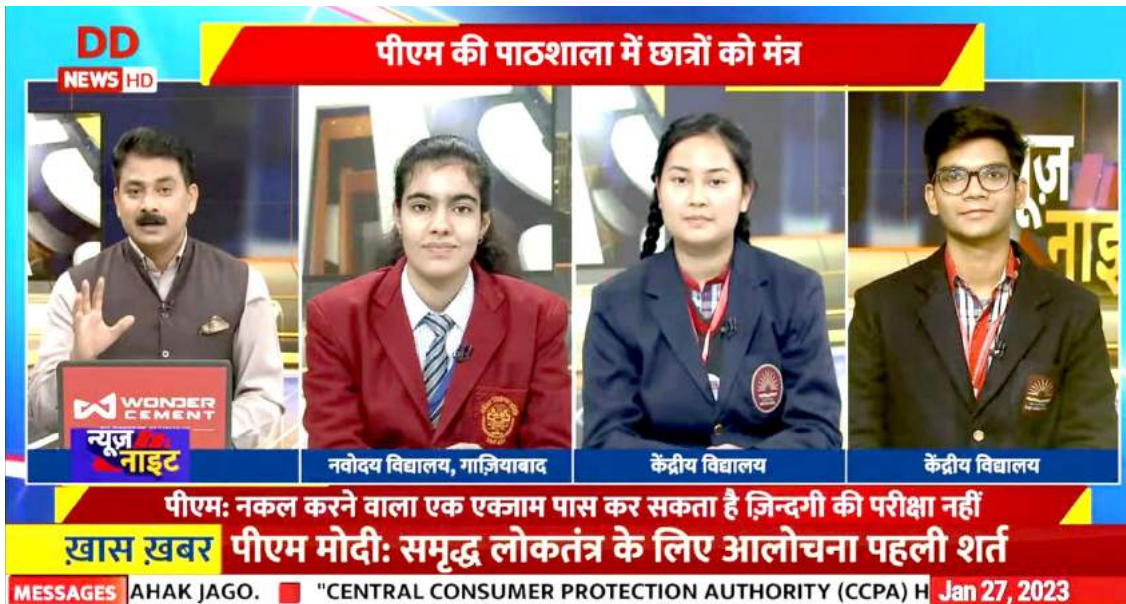 DD
NEWS HD
पीएम की पाठशाला में छात्रों को मंत्र
न्यूज़
नाइ
WONDER
CEMENT
न्यूज़
नाइट
नवोदय विद्यालय, गाज़ियाबाद
केंद्रीय विद्यालय
केंद्रीय विद्यालय
पीएम: नकल करने वाला एक एक्जाम पास कर सकता है ज़िन्दगी की परीक्षा नहीं
ख़ास ख़बर पीएम मोदी: समृद्ध लोकतंत्र के लिए आलोचना पहली शर्त
MESSAGES AHAK JAGO. "CENTRAL CONSUMER PROTECTION AUTHORITY (CCPA) H Jan 27, 2023